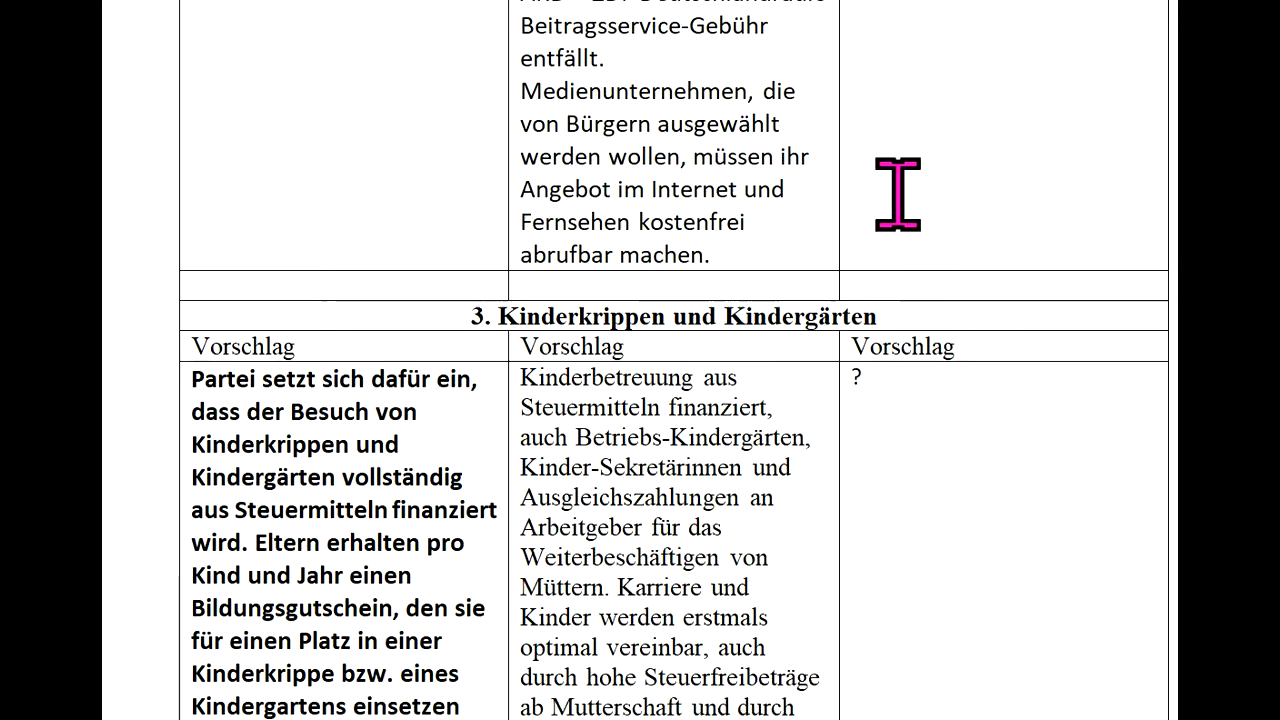 Beitragsservice-Gebühr
entfällt.
Medienunternehmen, die
von Bürgern ausgewählt
werden wollen, müssen ihr
Angebot im Internet und
Fernsehen kostenfrei
abrufbar machen.
3. Kinderkrippen und Kindergärten
Vorschlag
Vorschlag
Vorschlag
Partei setzt sich dafür ein,
dass der Besuch von
Kinderkrippen und
Kindergärten vollständig
aus Steuermitteln finanziert
wird. Eltern erhalten pro
Kind und Jahr einen
Bildungsgutschein, den sie
für einen Platz in einer
Kinderkrippe bzw. eines
Kindergartens einsetzen
Kinderbetreuung aus
Steuermitteln finanziert,
auch Betriebs-Kindergärten,
Kinder-Sekretärinnen und
Ausgleichszahlungen an
Arbeitgeber für das
Weiterbeschäftigen von
Müttern. Karriere und
Kinder werden erstmals
optimal vereinbar, auch
durch hohe Steuerfreibeträge
ab Mutterschaft und durch
?